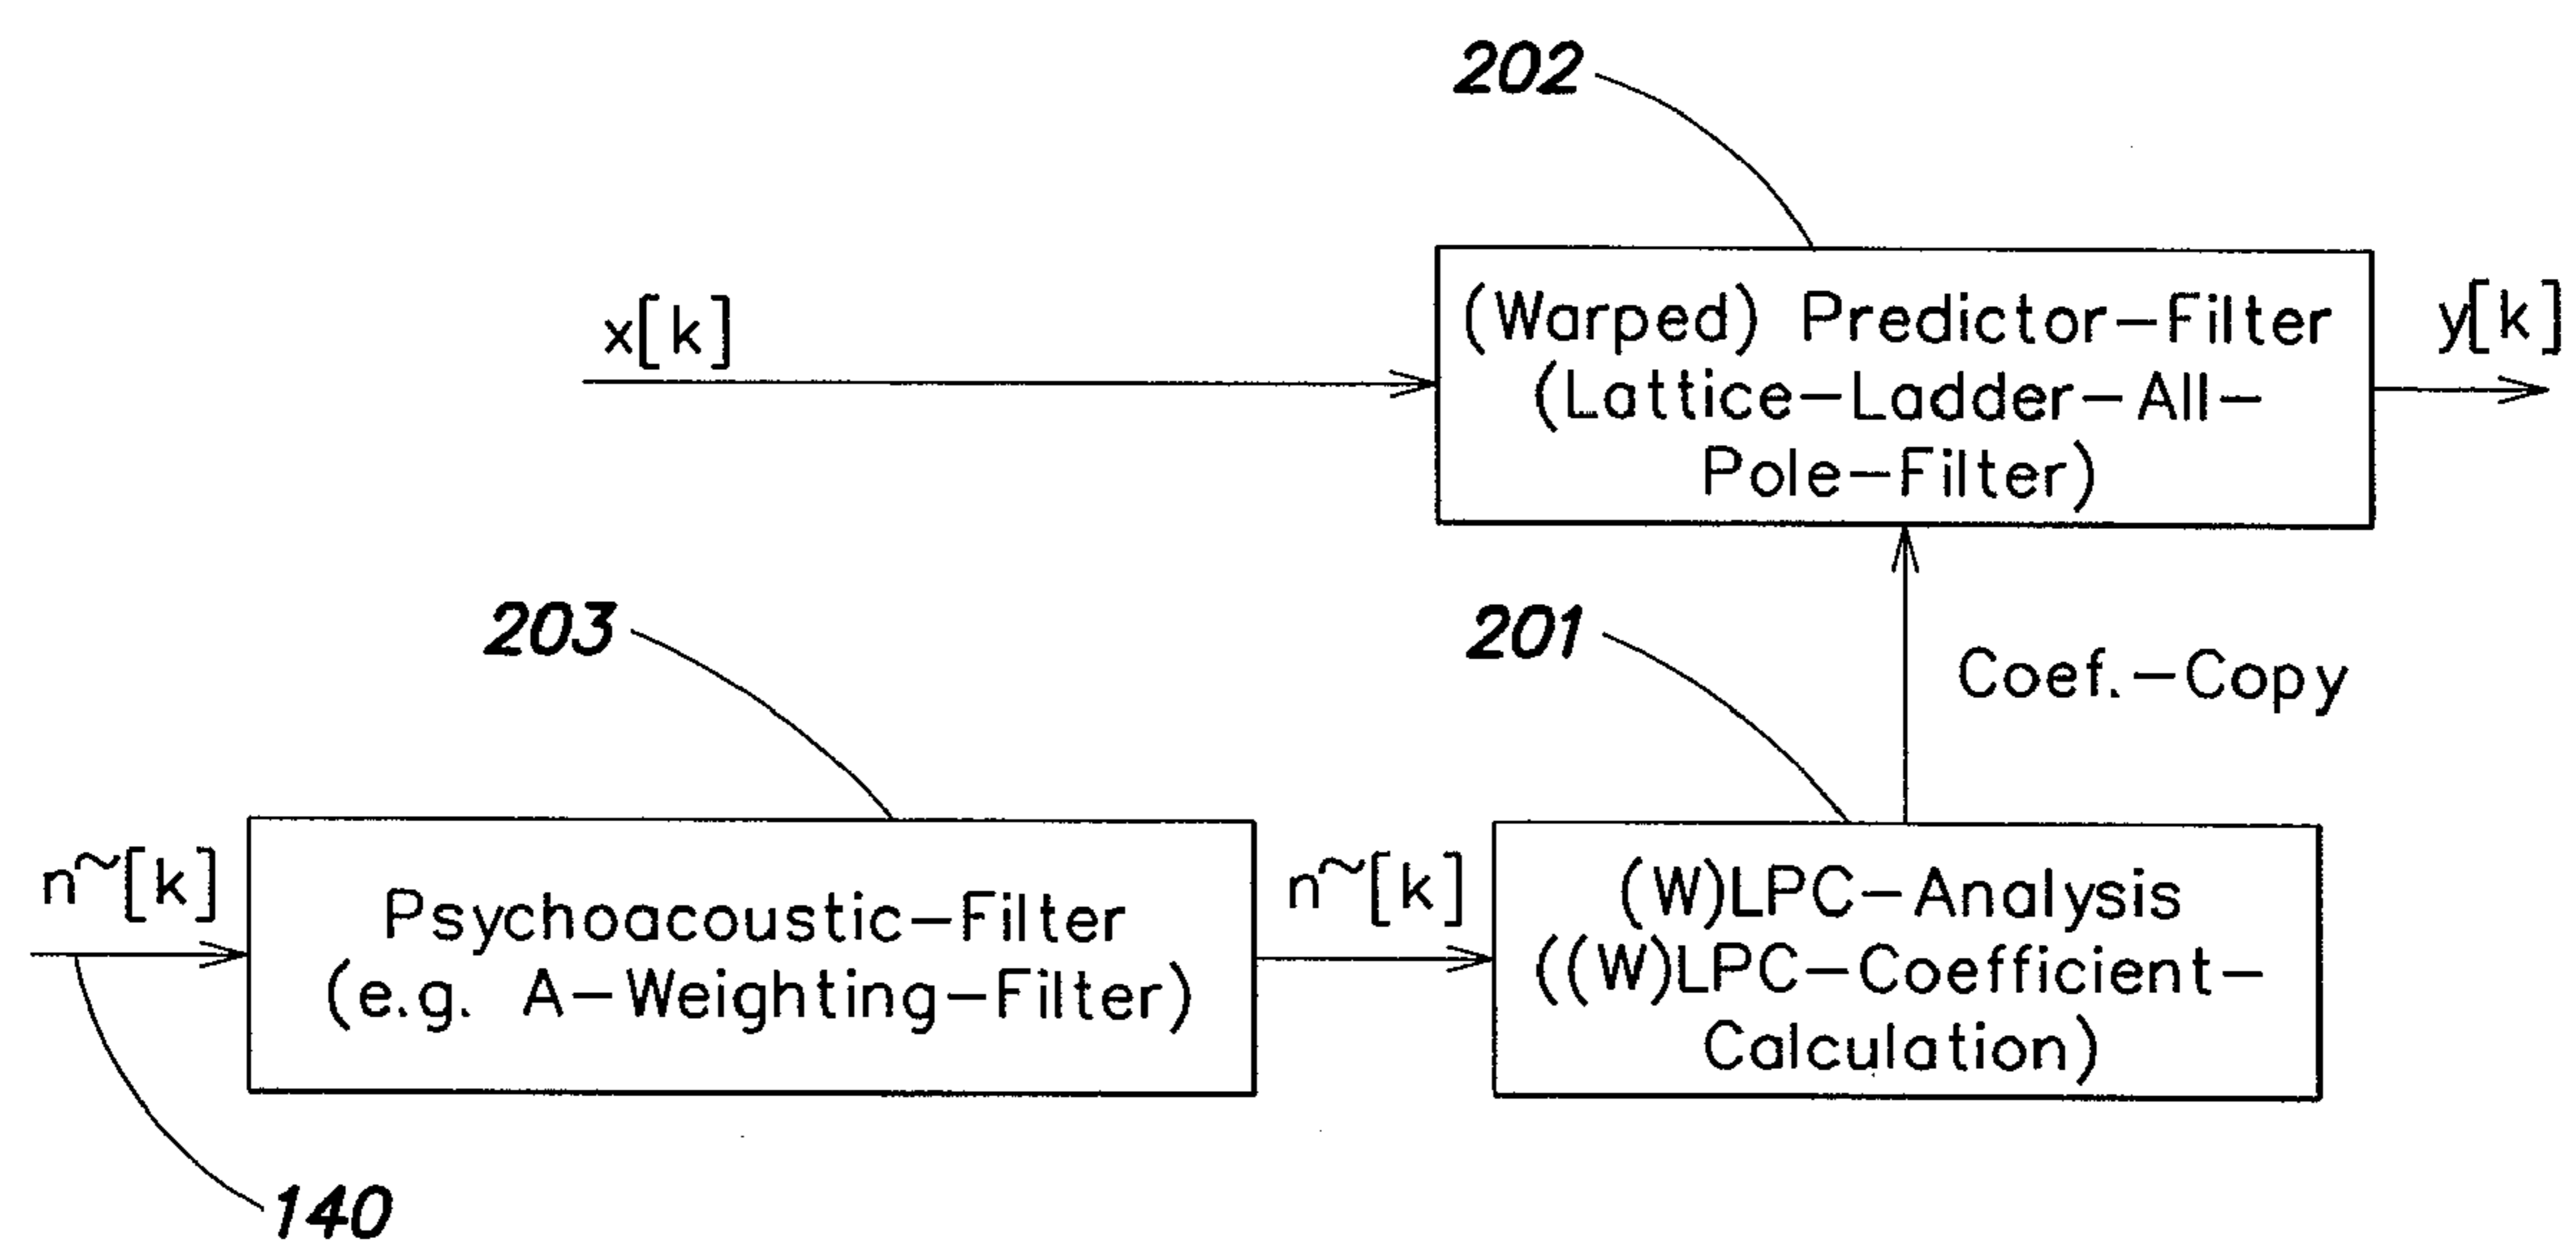 202
x[k]
(Warped) Predictor-Filter
(Lattice-Ladder-All-
Pole-Filter)
y[k]
203
201
Coef.-Copy
n~[k]
Psychoacoustic-Filter
(e.g. A-Weighting-Filter)
n~[k]
(W)LPC-Analysis
((W)LPC-Coefficient-
Calculation)
140